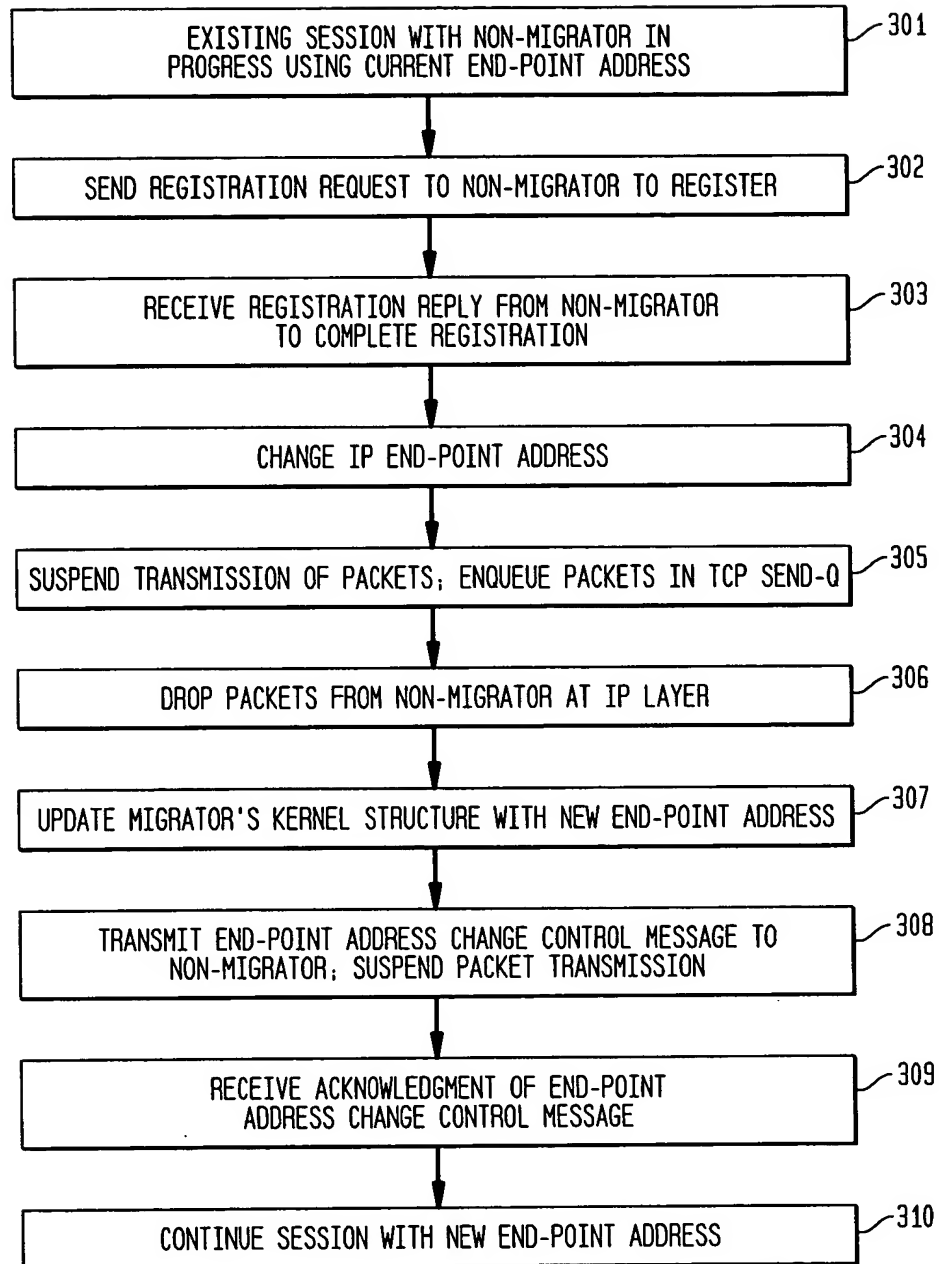 EXISTING SESSION WITH NON-MIGRATOR IN
PROGRESS USING CURRENT END-POINT ADDRESS
301
SEND REGISTRATION REQUEST TO NON-MIGRATOR TO REGISTER
302
RECEIVE REGISTRATION REPLY FROM NON-MIGRATOR
TO COMPLETE REGISTRATION
303
CHANGE IP END-POINT ADDRESS
304
SUSPEND TRANSMISSION OF PACKETS; ENQUEUE PACKETS IN TCP SEND-Q
305
DROP PACKETS FROM NON-MIGRATOR AT IP LAYER
306
UPDATE MIGRATOR'S KERNEL STRUCTURE WITH NEW END-POINT ADDRESS
307
TRANSMIT END-POINT ADDRESS CHANGE CONTROL MESSAGE TO
NON-MIGRATOR; SUSPEND PACKET TRANSMISSION
308
RECEIVE ACKNOWLEDGMENT OF END-POINT
ADDRESS CHANGE CONTROL MESSAGE
309
CONTINUE SESSION WITH NEW END-POINT ADDRESS
310